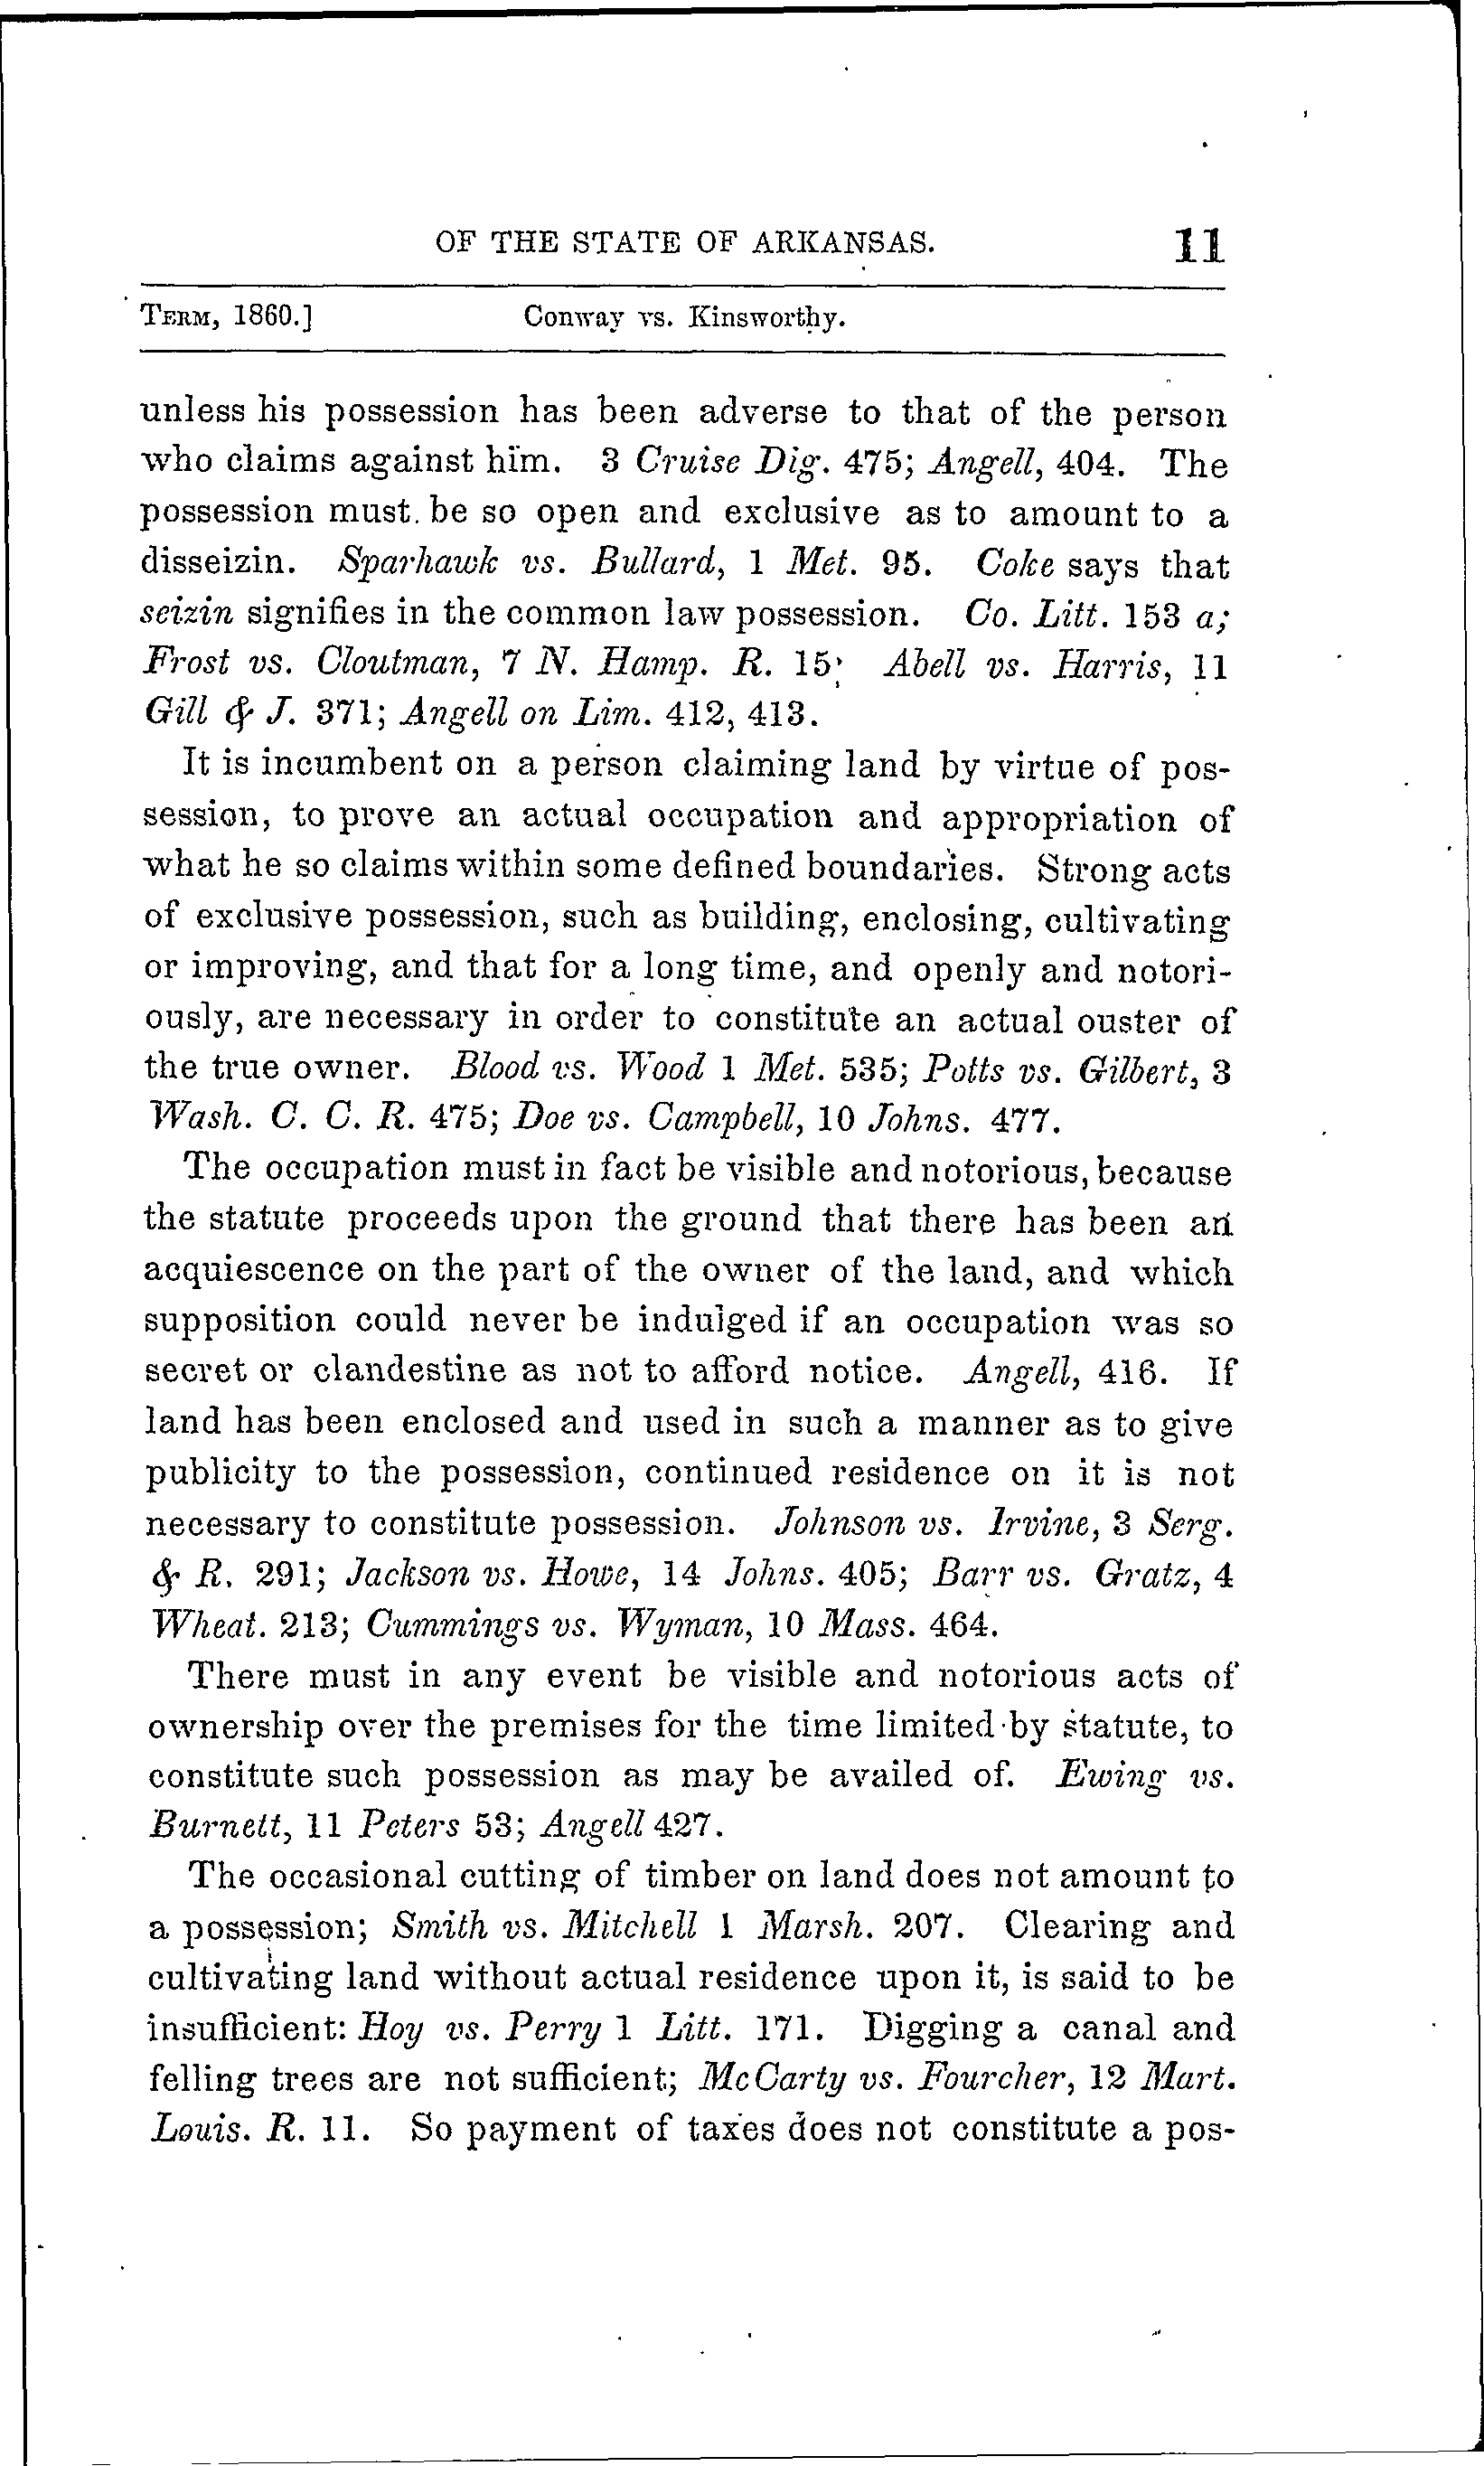 OF THE STATE OF ARKANSAS. 11
TERM, 1860.] Conway vs. Kinsworthy.
unless his possession has been adverse to that of the person
who claims against him. 3 Cruise Dig. 475; Angell, 404. The
possession must be so open and exclusive as to amount to a
disseizin. Sparhawk vs. Bullard, 1 Met. 95. Coke says that
seizin signifies in the common law possession. Co. Litt. 153 a;
Frost vs. Cloutman, 7 N. Hamp. R. 15; Abell vs. Harris, 11
Gill & J. 371; Angell on Lim. 412, 413.
It is incumbent on a person claiming land by virtue of pos-
session, to prove an actual occupation and appropriation of
what he so claims within some defined boundaries. Strong acts
of exclusive possession, such as building, enclosing, cultivating
or improving, and that for a long time, and openly and notori-
ously, are necessary in order to constitute an actual ouster of
the true owner. Blood vs. Wood 1 Met. 535; Potts vs. Gilbert, 3
Wash. C. C. R. 475; Doe vs. Campbell, 10 Johns. 477.
The occupation must in fact be visible and notorious, because
the statute proceeds upon the ground that there has been an
acquiescence on the part of the owner of the land, and which
supposition could never be indulged if an occupation was so
secret or clandestine as not to afford notice. Angell, 416. If
land has been enclosed and used in such a manner as to give
publicity to the possession, continued residence on it is not
necessary to constitute possession. Johnson vs. Irvine, 3 Serg.
& R. 291; Jackson vs. Howe, 14 Johns. 405; Barr vs. Gratz, 4
Wheat. 213; Cummings vs. Wyman, 10 Mass. 464.
There must in any event be visible and notorious acts of
ownership over the premises for the time limited by statute, to
constitute such possession as may be availed of. Ewing vs.
Burnett, 11 Peters 53; Angell 427.
The occasional cutting of timber on land does not amount to
a possession; Smith vs. Mitchell 1 Marsh. 207. Clearing and
cultivating land without actual residence upon it, is said to be
insufficient: Hoy vs. Perry 1 Litt. 171. Digging a canal and
felling trees are not sufficient; McCarty vs. Fourcher, 12 Mart.
Louis. R. 11. So payment of taxes does not constitute a pos-